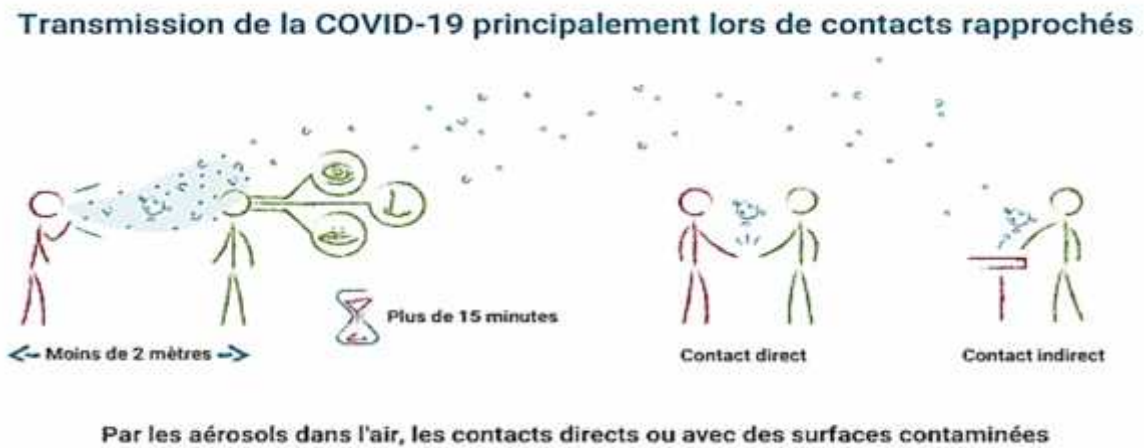 Transmission de la COVID-19 principalement lors de contacts rapprochés
Plus de 15 minutes
Moins de 2 mètres
Contact direct
Contact indirect
Par les aérosols dans l'air, les contacts directs ou avec des surfaces contaminées